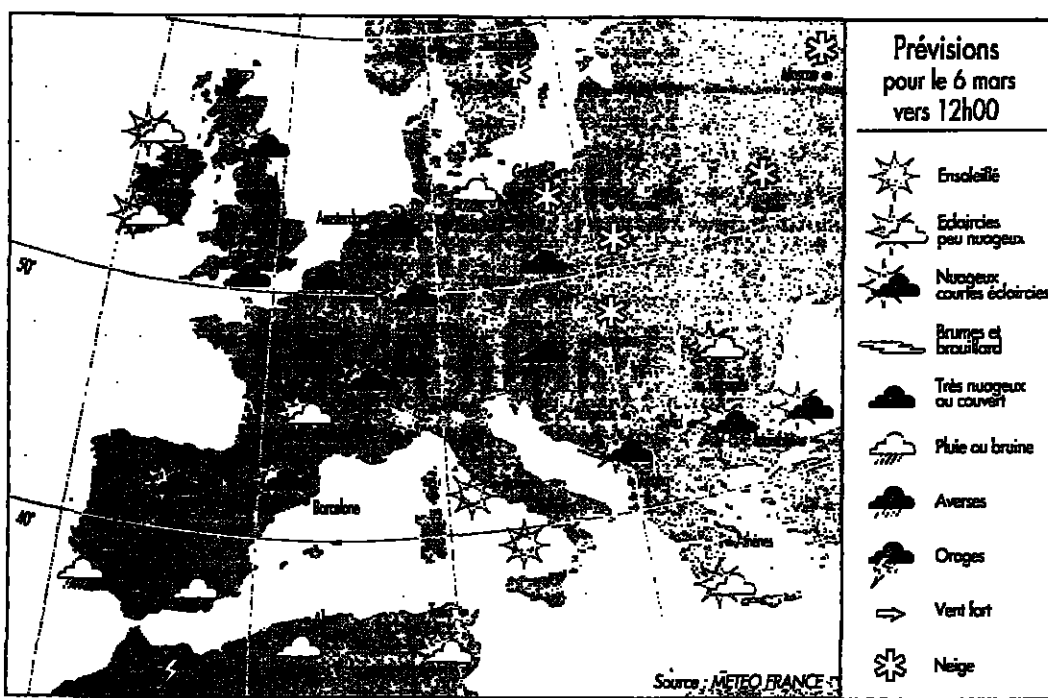 Prévisions
pour le 6 mars
vers 12h00
Ensoleillé
Eclaircies
peu nuageux
Nuageux
courtes éclaircies
Brumes et
brouillard
Très nuageux
ou couvert
Pluie ou bruine
Averses
Orages
Vent fort
Neige
50°
40°
Amsterdam
Barcelone
Source : METEO FRANCE